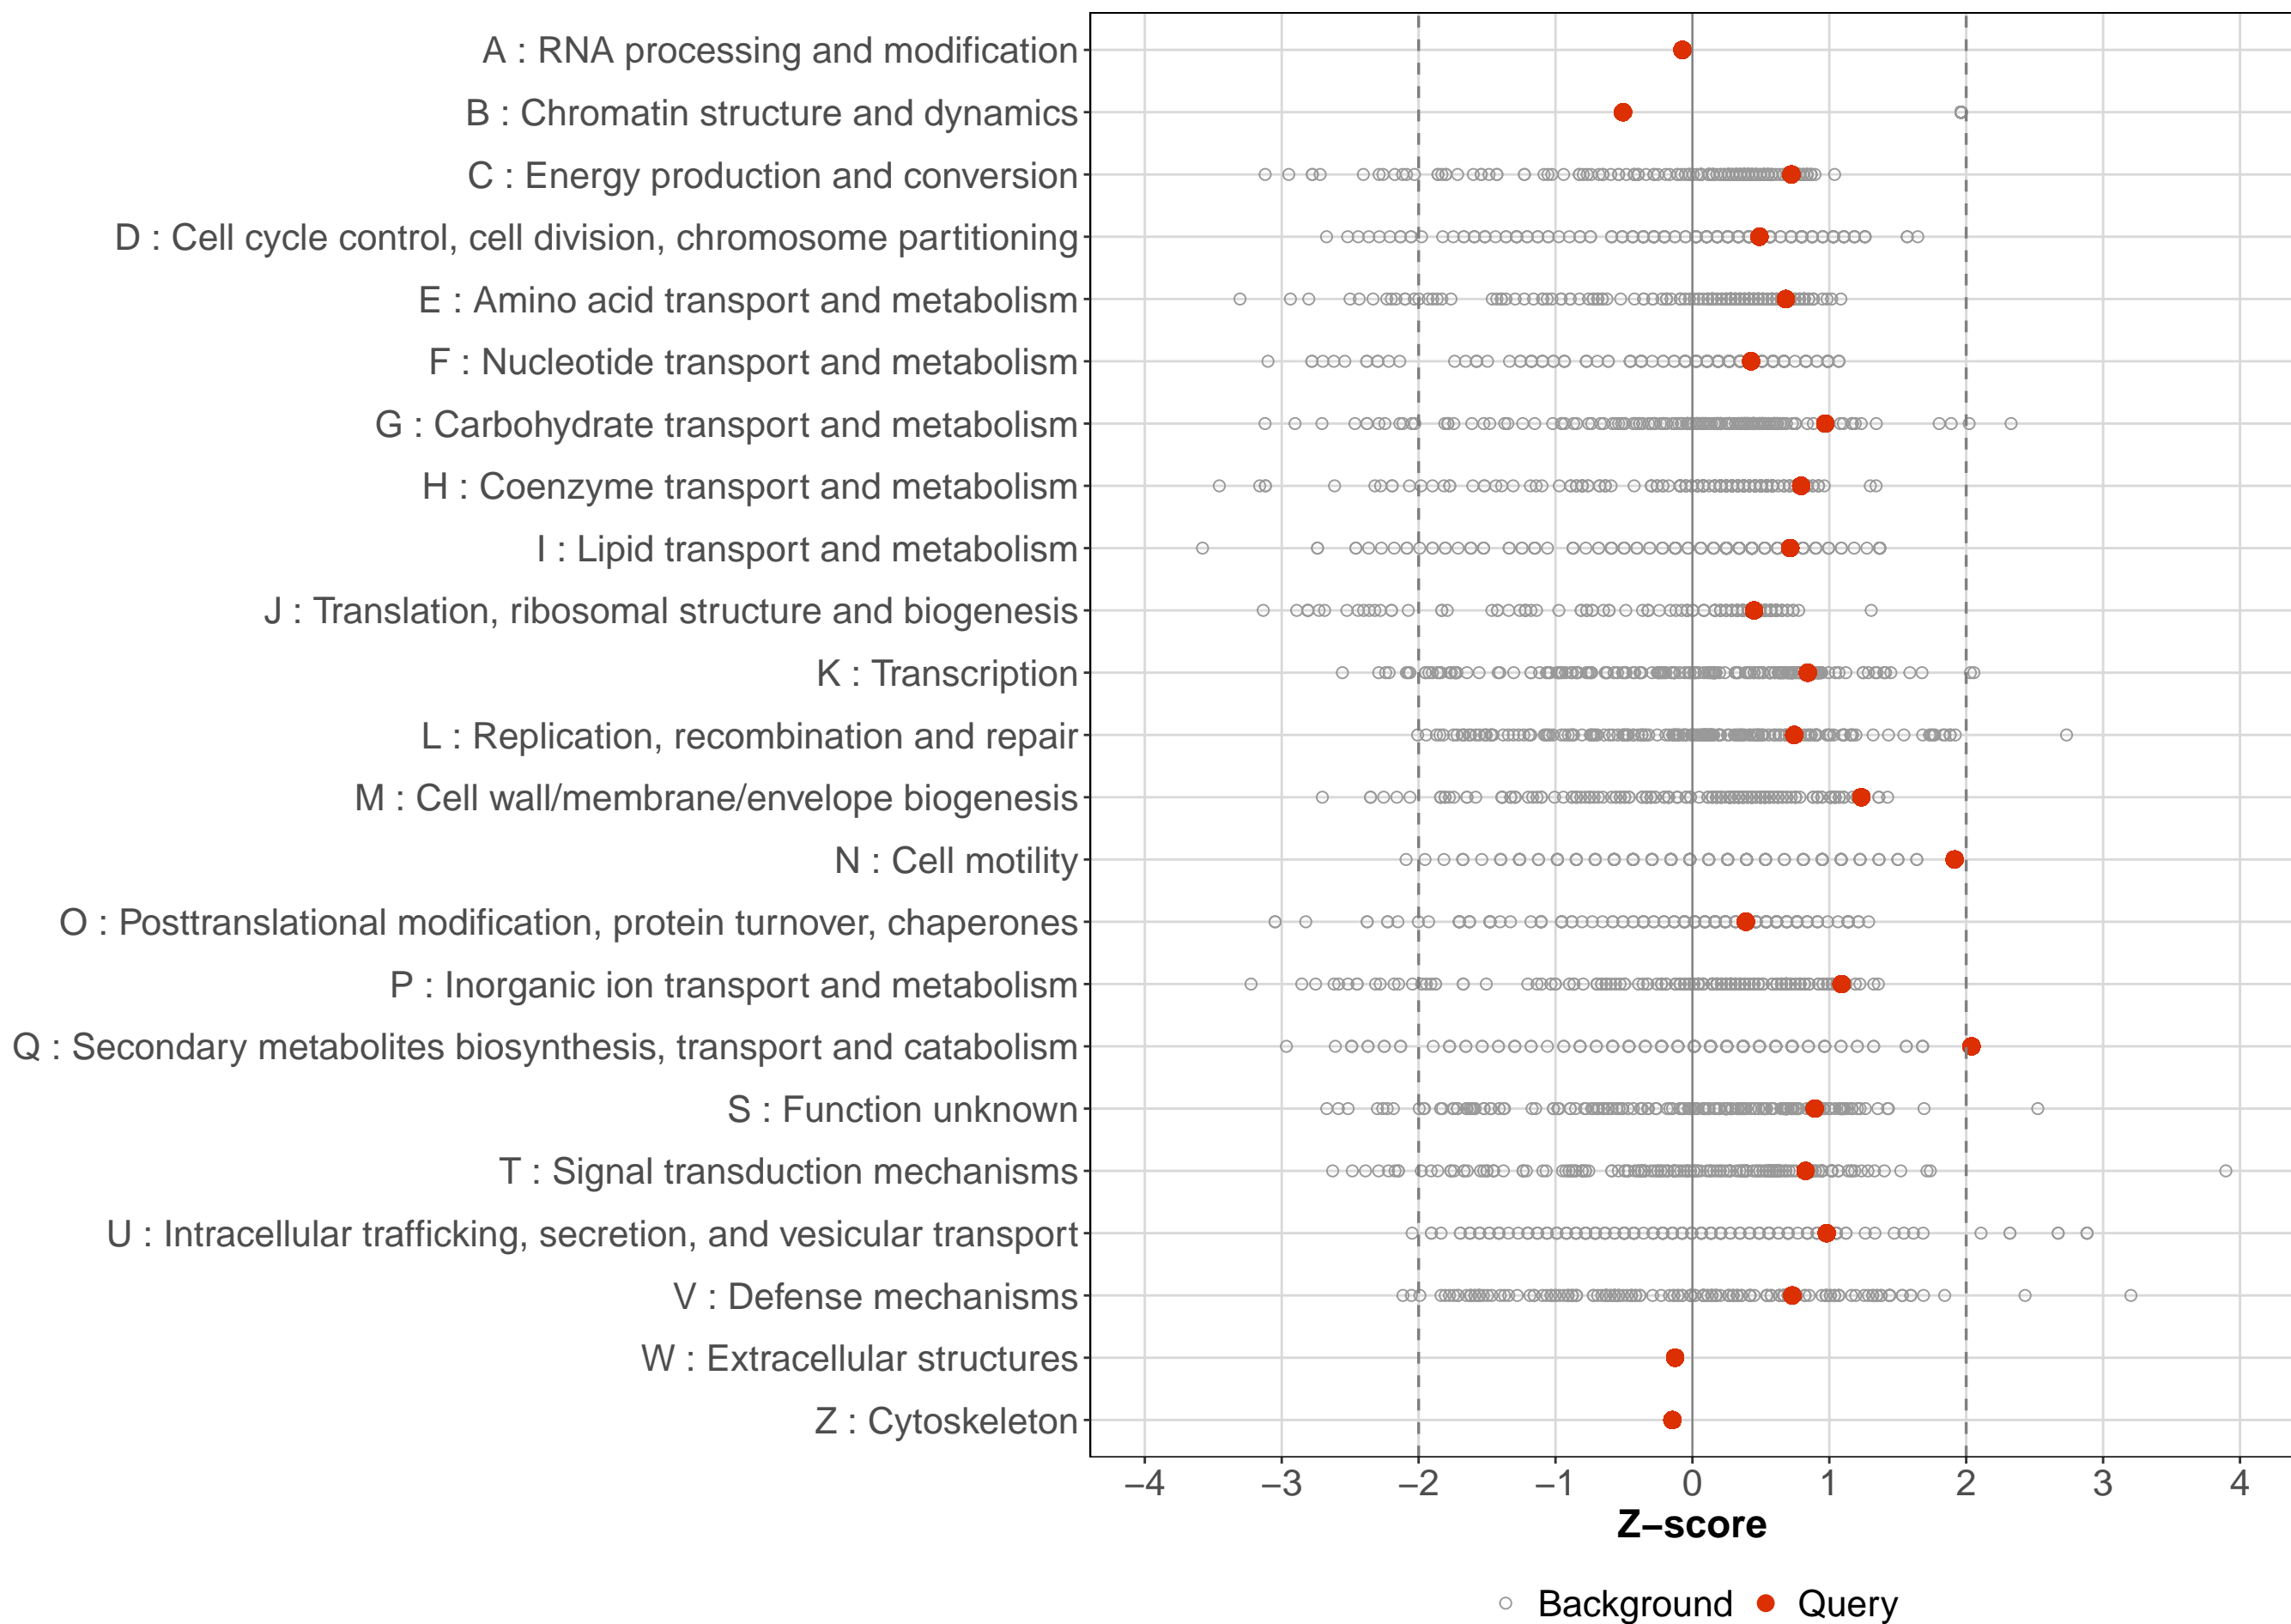 A : RNA processing and modification
B : Chromatin structure and dynamics
C : Energy production and conversion
D : Cell cycle control, cell division, chromosome partitioning
E : Amino acid transport and metabolism
F : Nucleotide transport and metabolism
G : Carbohydrate transport and metabolism
H : Coenzyme transport and metabolism
I : Lipid transport and metabolism
J : Translation, ribosomal structure and biogenesis
K : Transcription
L : Replication, recombination and repair
M : Cell wall/membrane/envelope biogenesis
N : Cell motility
O : Posttranslational modification, protein turnover, chaperones
P : Inorganic ion transport and metabolism
Q : Secondary metabolites biosynthesis, transport and catabolism
S : Function unknown
T : Signal transduction mechanisms
U : Intracellular trafficking, secretion, and vesicular transport
V : Defense mechanisms
W : Extracellular structures
Z : Cytoskeleton
−4 −3 −2 −1 0 1 2 3 4
Z−score
Background Query